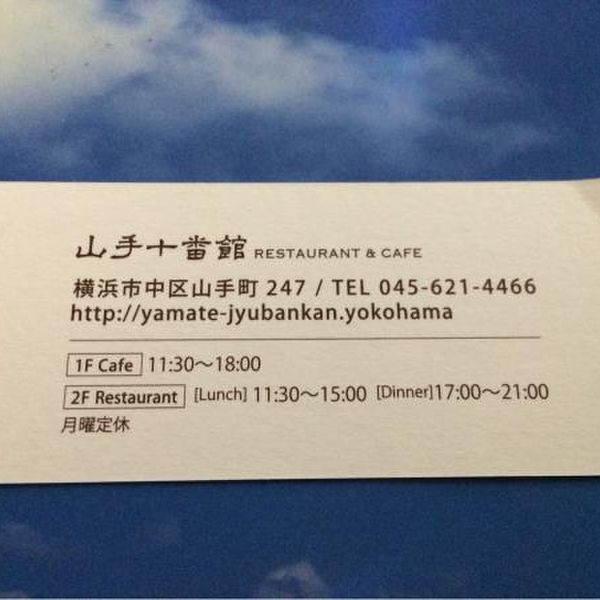 山手十番館 RESTAURANT & CAFE
横浜市中区山手町 247 / TEL 045-621-4466
http://yamate-jyubankan.yokohama
1F Cafe 11:30～18:00
2F Restaurant [Lunch] 11:30～15:00 [Dinner]17:00～21:00
月曜定休